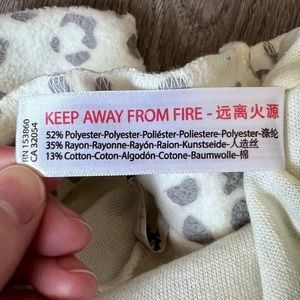 KEEP AWAY FROM FIRE - 远离火源
52% Polyester-Polyester-Poliéster-Poliestere-Polyester-涤纶
35% Rayon-Rayonne-Rayón-Raion-Kunstseide-人造丝
13% Cotton-Coton-Algodón-Cotone-Baumwolle-棉
RN 153860
CA 32054